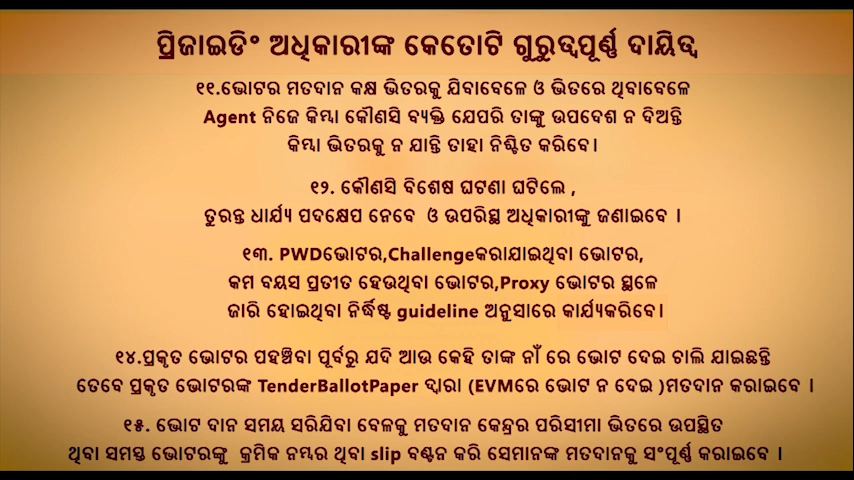 ପ୍ରିଜାଇଡିଂ ଅଧିକାରୀଙ୍କ କେତୋଟି ଗୁରୁତ୍ୱପୂର୍ଣ୍ଣ ଦାୟିତ୍ୱ
୧୧.ଭୋଟର ମତଦାନ କକ୍ଷ ଭିତରକୁ ଯିବାବେଳେ ଓ ଭିତରେ ଥିବାବେଳେ
Agent ନିଜେ କିମ୍ବା କୌଣସି ବ୍ୟକ୍ତି ଯେପରି ତାଙ୍କୁ ଉପଦେଶ ନ ଦିଅନ୍ତି
କିମ୍ବା ଭିତରକୁ ନ ଯାନ୍ତି ତାହା ନିଶ୍ଚିତ କରିବେ।
୧୨. କୌଣସି ବିଶେଷ ଘଟଣା ଘଟିଲେ ,
ତୁରନ୍ତ ଧାର୍ଯ୍ୟ ପଦକ୍ଷେପ ନେବେ ଓ ଉପରିସ୍ଥ ଅଧିକାରୀଙ୍କୁ ଜଣାଇବେ ।
୧୩. PWDଭୋଟର,Challengeକରାଯାଇଥିବା ଭୋଟର,
କମ ବୟସ ପ୍ରତୀତ ହେଉଥିବା ଭୋଟର,Proxy ଭୋଟର ସ୍ଥଳେ
ଜାରି ହୋଇଥିବା ନିର୍ଦ୍ଧିଷ୍ଟ guideline ଅନୁସାରେ କାର୍ଯ୍ୟକରିବେ।
୧୪.ପ୍ରକୃତ ଭୋଟର ପହଞ୍ଚିବା ପୂର୍ବରୁ ଯଦି ଆଉ କେହି ତାଙ୍କ ନାଁ ରେ ଭୋଟ ଦେଇ ଚାଲି ଯାଇଛନ୍ତି
ତେବେ ପ୍ରକୃତ ଭୋଟରଙ୍କ TenderBallotPaper ଦ୍ୱାରା (EVMରେ ଭୋଟ ନ ଦେଇ )ମତଦାନ କରାଇବେ ।
୧୫. ଭୋଟ ଦାନ ସମୟ ସରିଯିବା ବେଳକୁ ମତଦାନ କେନ୍ଦ୍ରର ପରିସୀମା ଭିତରେ ଉପସ୍ଥିତ
ଥିବା ସମସ୍ତ ଭୋଟରଙ୍କୁ କ୍ରମିକ ନମ୍ବର ଥିବା slip ବଣ୍ଟନ କରି ସେମାନଙ୍କ ମତଦାନକୁ ସଂପୂର୍ଣ୍ଣ କରାଇବେ ।